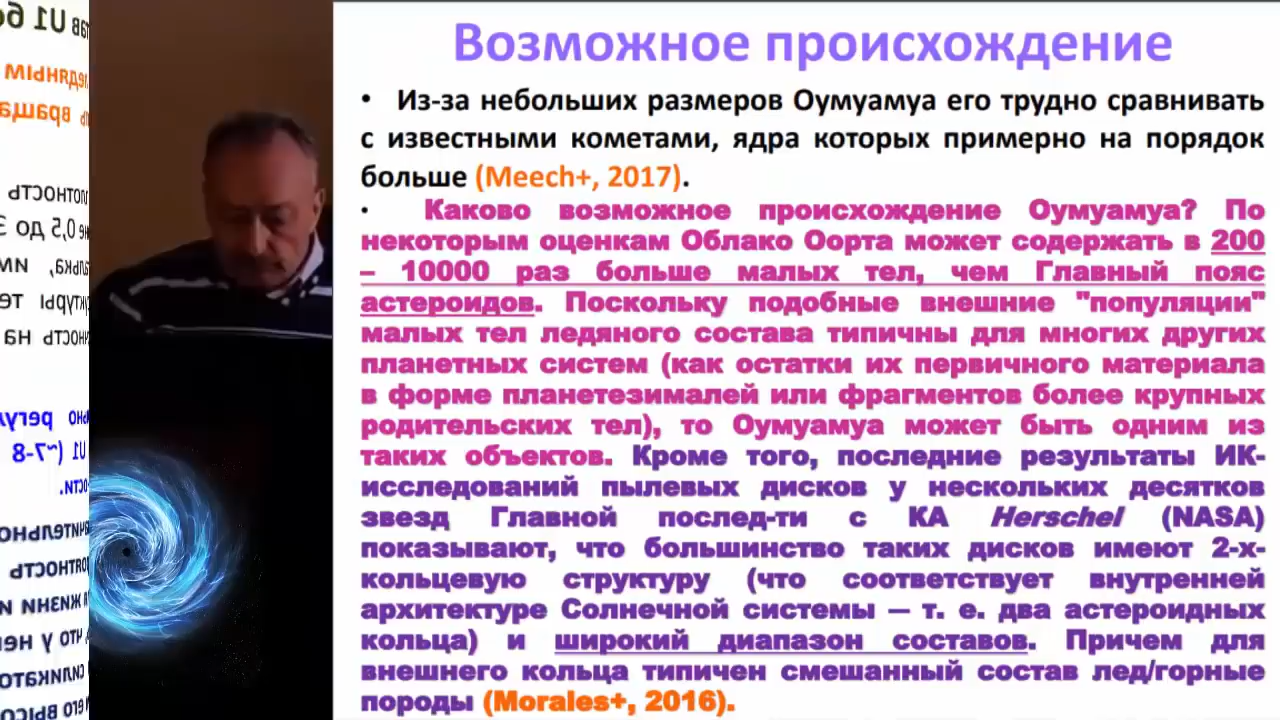 Возможное происхождение
• Из-за небольших размеров Оумуамуа его трудно сравнивать
с известными кометами, ядра которых примерно на порядок
больше (Meech+, 2017).
• Каково возможное происхождение Оумуамуа? По
некоторым оценкам Облако Оорта может содержать в 200
– 10000 раз больше малых тел, чем Главный пояс
астероидов. Поскольку подобные внешние "популяции"
малых тел ледяного состава типичны для многих других
планетных систем (как остатки их первичного материала
в форме планетезималей или фрагментов более крупных
родительских тел), то Оумуамуа может быть одним из
таких объектов. Кроме того, последние результаты ИК-
исследований пылевых дисков у нескольких десятков
звезд Главной послед-ти с КА Herschel (NASA)
показывают, что большинство таких дисков имеют 2-х-
кольцевую структуру (что соответствует внутренней
архитектуре Солнечной системы — т. е. два астероидных
кольца) и широкий диапазон составов. Причем для
внешнего кольца типичен смешанный состав лед/горные
породы (Morales+, 2016).